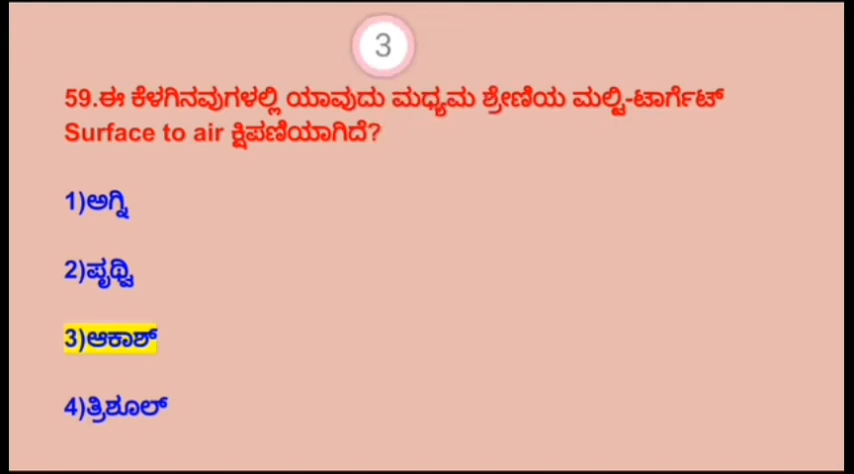 3
59.ಈ ಕೆಳಗಿನವುಗಳಲ್ಲಿ ಯಾವುದು ಮಧ್ಯಮ ಶ್ರೇಣಿಯ ಮಲ್ಟಿ-ಟಾರ್ಗೆಟ್
Surface to air ಕ್ಷಿಪಣಿಯಾಗಿದೆ?
1)ಅಗ್ನಿ
2)ಪೃಥ್ವಿ
3)ಆಕಾಶ್
4)ತ್ರಿಶೂಲ್